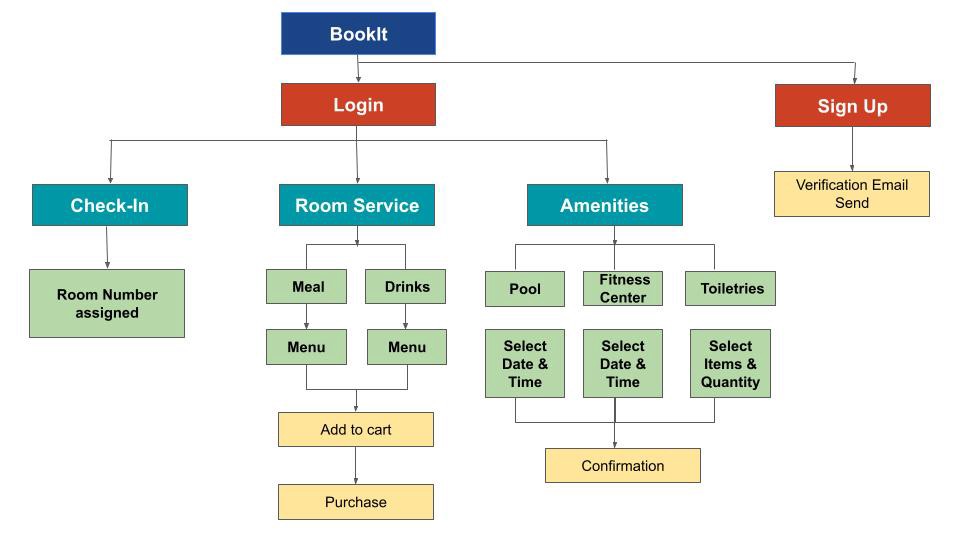 BookIt
Login
Sign Up
Check-In
Room Service
Amenities
Verification Email
Send
Room Number
assigned
Meal
Drinks
Pool
Fitness
Center
Toiletries
Menu
Menu
Select
Date &
Time
Select
Date &
Time
Select
Items &
Quantity
Add to cart
Confirmation
Purchase